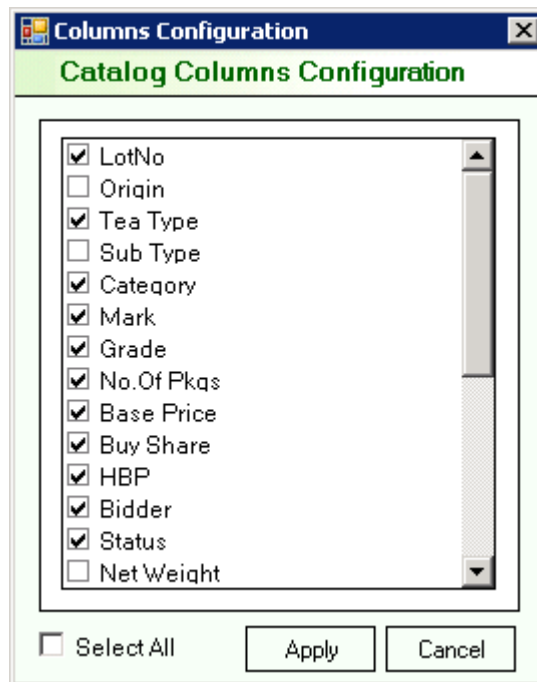 Columns Configuration
Catalog Columns Configuration
LotNo
Origin
Tea Type
Sub Type
Category
Mark
Grade
No.Of Pkgs
Base Price
Buy Share
HBP
Bidder
Status
Net Weight
Select All
Apply
Cancel